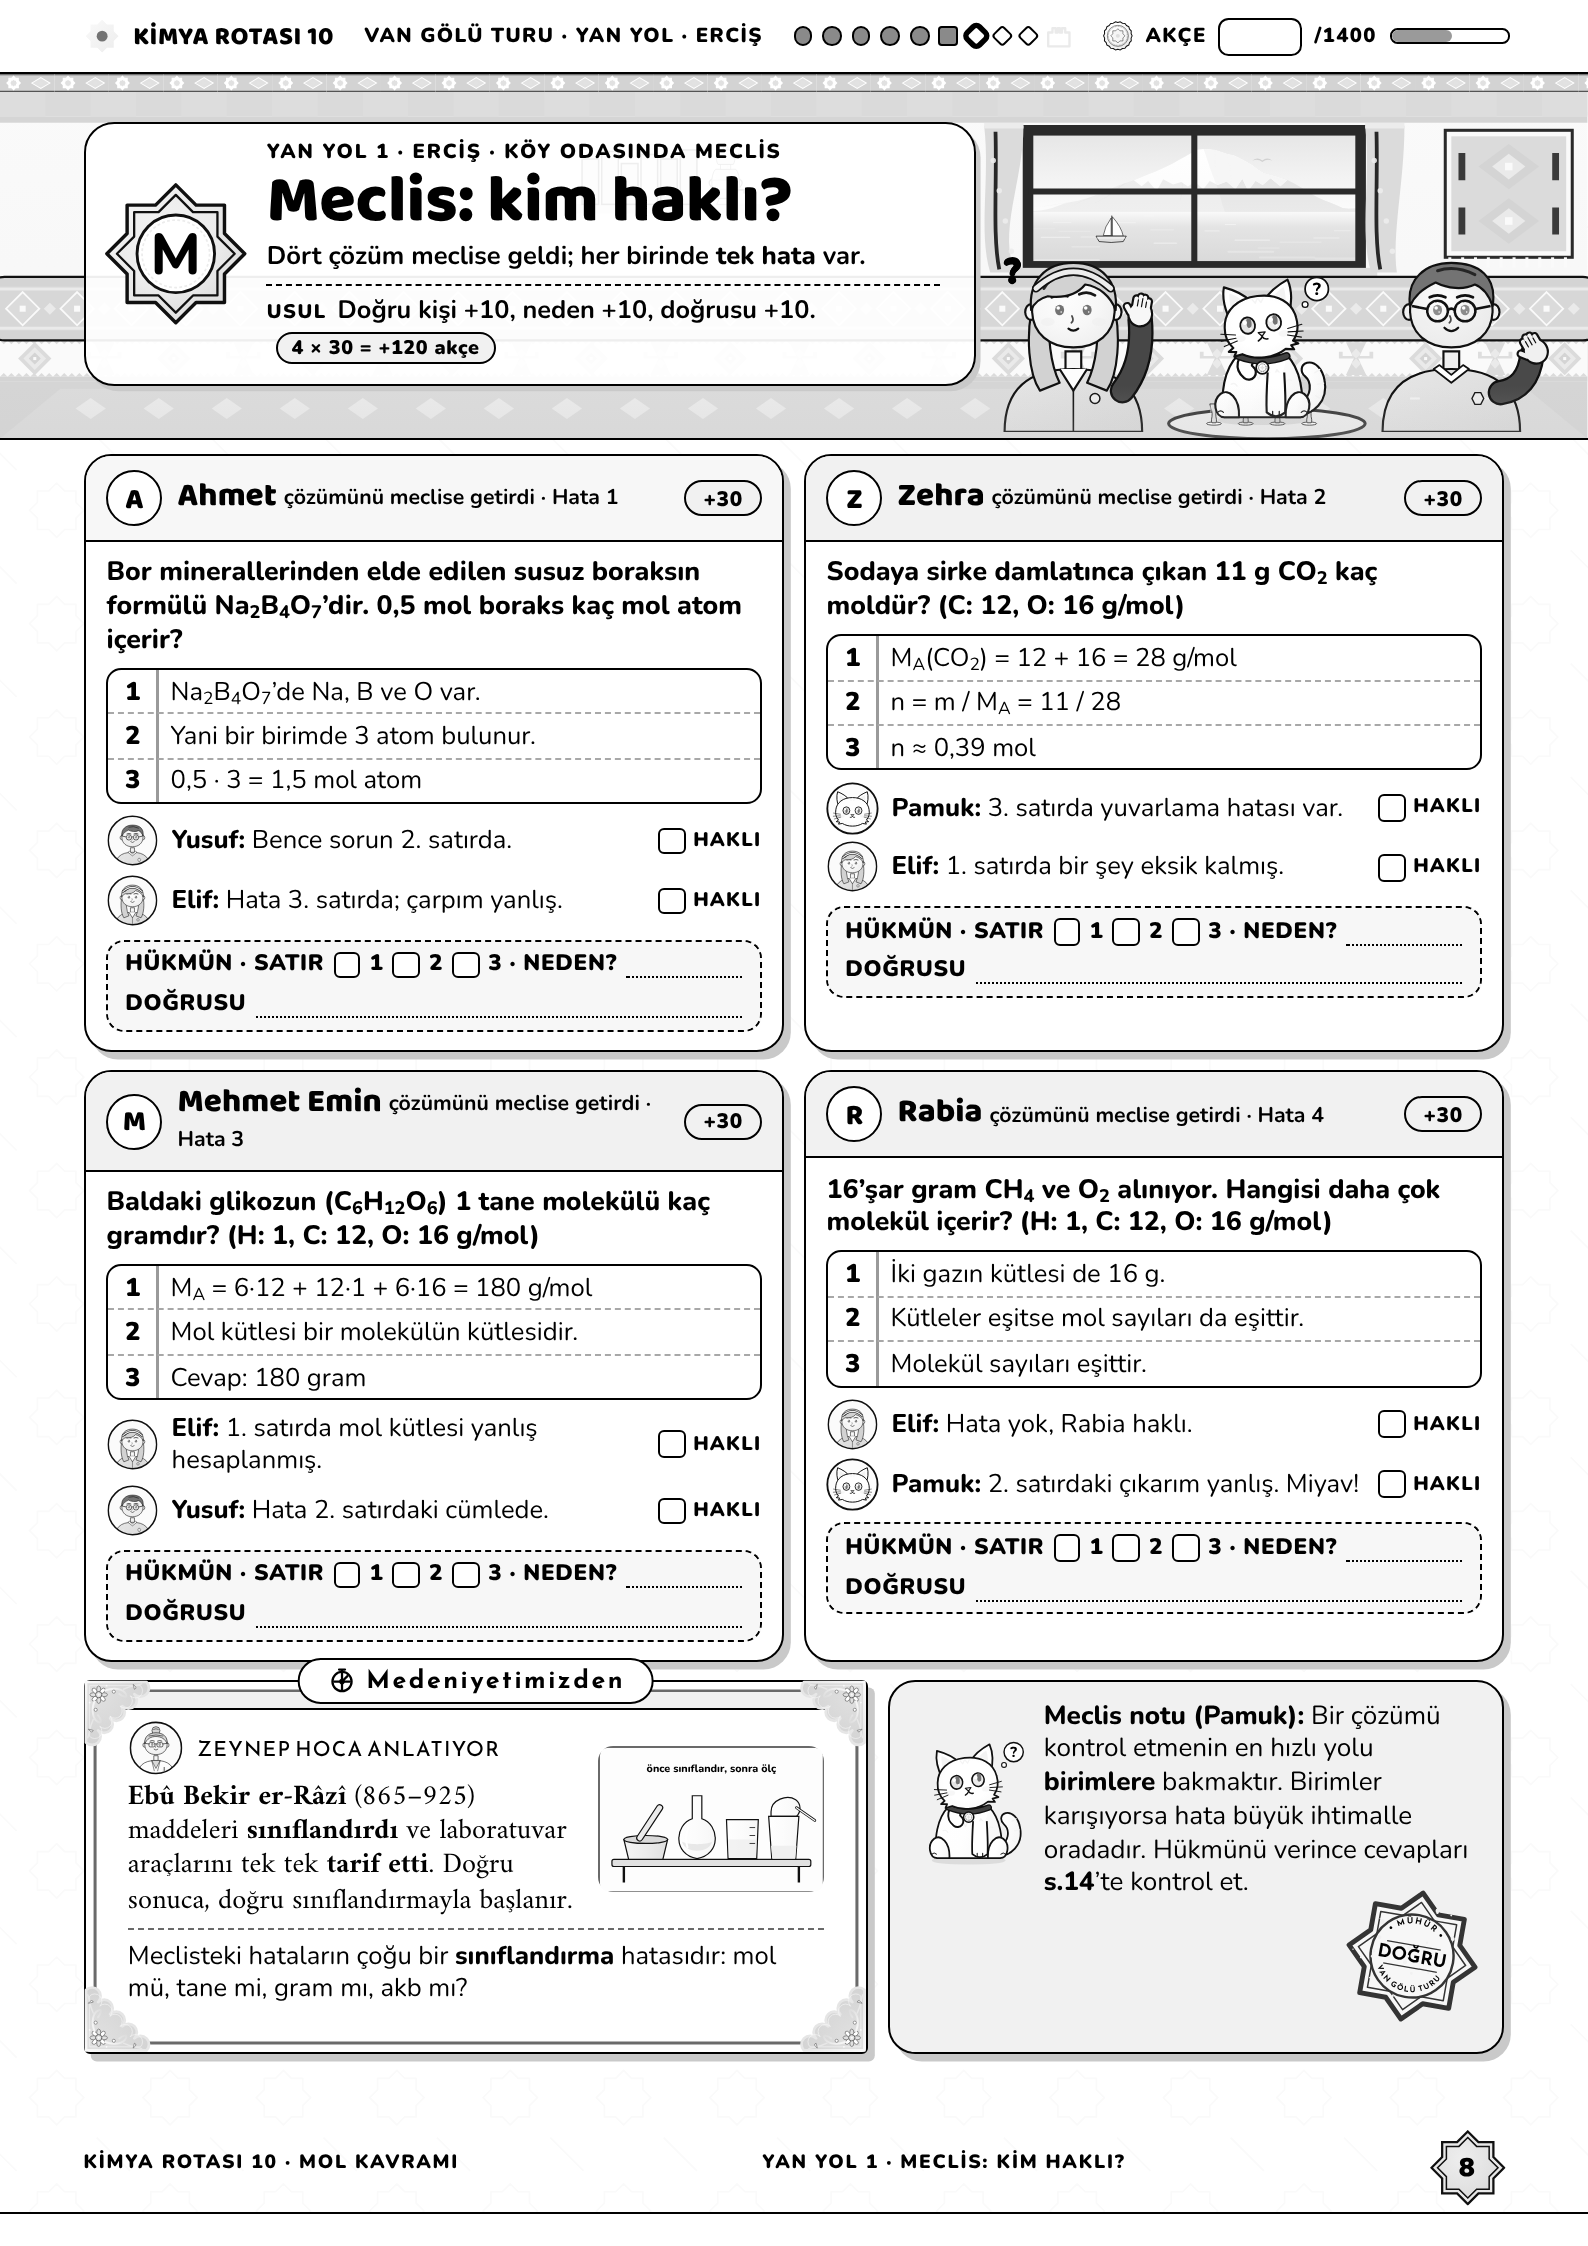 KİMYA ROTASI 10 VAN GÖLÜ TURU · YAN YOL · ERCİŞ AKÇE /1400
YAN YOL 1 · ERCİŞ · KÖY ODASINDA MECLİS
Meclis: kim haklı?
M
Dört çözüm meclise geldi; her birinde tek hata var.
USUL Doğru kişi +10, neden +10, doğrusu +10.
4 × 30 = +120 akçe
?
?
A Ahmet çözümünü meclise getirdi · Hata 1 +30
Bor minerallerinden elde edilen susuz boraksın
formülü Na₂B₄O₇’dir. 0,5 mol boraks kaç mol atom
içerir?
1 Na₂B₄O₇’de Na, B ve O var.
2 Yani bir birimde 3 atom bulunur.
3 0,5 · 3 = 1,5 mol atom
Yusuf: Bence sorun 2. satırda. HAKLI
Elif: Hata 3. satırda; çarpım yanlış. HAKLI
HÜKMÜN · SATIR 1 2 3 · NEDEN?
DOĞRUSU
Z Zehra çözümünü meclise getirdi · Hata 2 +30
Sodaya sirke damlatınca çıkan 11 g CO₂ kaç
moldür? (C: 12, O: 16 g/mol)
1 M_A(CO₂) = 12 + 16 = 28 g/mol
2 n = m / M_A = 11 / 28
3 n ≈ 0,39 mol
Pamuk: 3. satırda yuvarlama hatası var. HAKLI
Elif: 1. satırda bir şey eksik kalmış. HAKLI
HÜKMÜN · SATIR 1 2 3 · NEDEN?
DOĞRUSU
M Mehmet Emin çözümünü meclise getirdi ·
Hata 3 +30
Baldaki glikozun (C₆H₁₂O₆) 1 tane molekülü kaç
gramdır? (H: 1, C: 12, O: 16 g/mol)
1 M_A = 6·12 + 12·1 + 6·16 = 180 g/mol
2 Mol kütlesi bir molekülün kütlesidir.
3 Cevap: 180 gram
Elif: 1. satırda mol kütlesi yanlış
hesaplanmış. HAKLI
Yusuf: Hata 2. satırdaki cümlede. HAKLI
HÜKMÜN · SATIR 1 2 3 · NEDEN?
DOĞRUSU
R Rabia çözümünü meclise getirdi · Hata 4 +30
16’şar gram CH₄ ve O₂ alınıyor. Hangisi daha çok
molekül içerir? (H: 1, C: 12, O: 16 g/mol)
1 İki gazın kütlesi de 16 g.
2 Kütleler eşitse mol sayıları da eşittir.
3 Molekül sayıları eşittir.
Elif: Hata yok, Rabia haklı. HAKLI
Pamuk: 2. satırdaki çıkarım yanlış. Miyav! HAKLI
HÜKMÜN · SATIR 1 2 3 · NEDEN?
DOĞRUSU
Medeniyetimizden
ZEYNEP HOCA ANLATIYOR
Ebû Bekir er-Râzî (865–925)
maddeleri sınıflandırdı ve laboratuvar
araçlarını tek tek tarif etti. Doğru
sonuca, doğru sınıflandırmayla başlanır.
önce sınıflandır, sonra ölç
Meclisteki hataların çoğu bir sınıflandırma hatasıdır: mol
mü, tane mi, gram mı, akb mı?
?
Meclis notu (Pamuk): Bir çözümü
kontrol etmenin en hızlı yolu
birimlere bakmaktır. Birimler
karışıyorsa hata büyük ihtimalle
oradadır. Hükmünü verince cevapları
s.14’te kontrol et.
• MÜHÜR •
DOĞRU
VAN GÖLÜ TURU
KİMYA ROTASI 10 · MOL KAVRAMI YAN YOL 1 · MECLİS: KİM HAKLI? 8